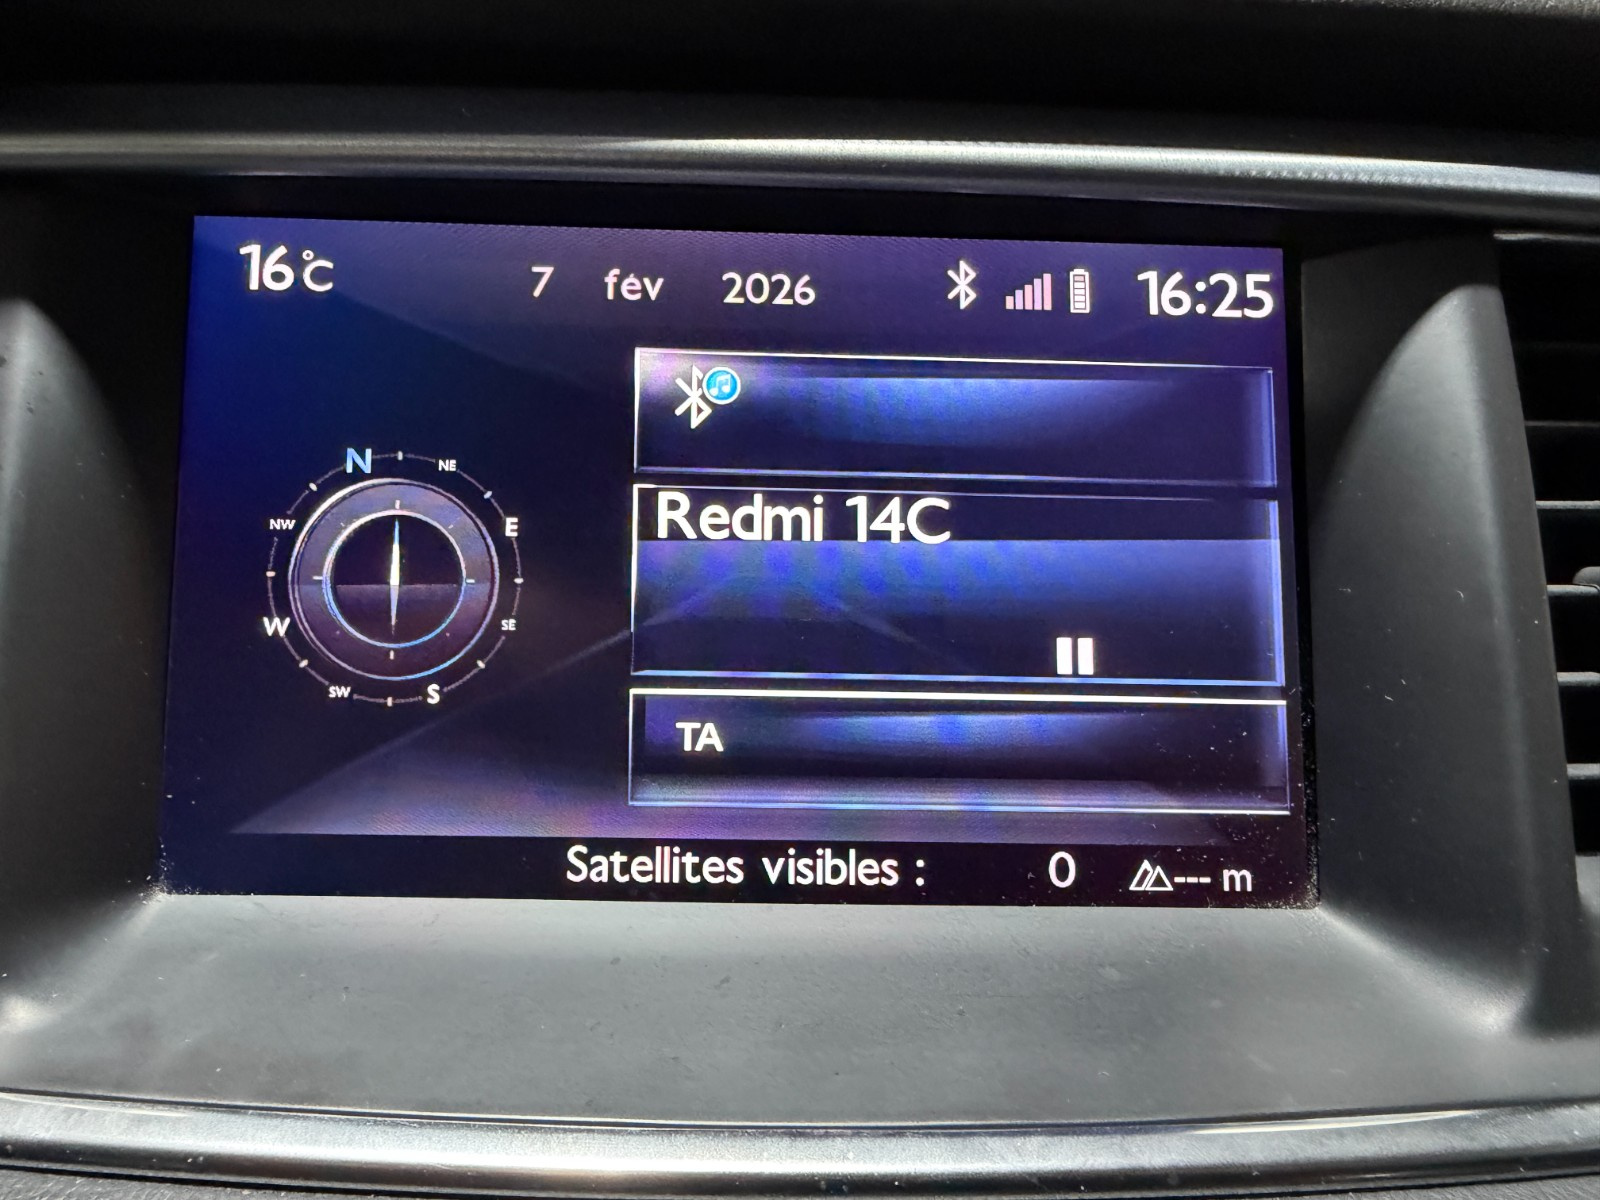 16°C 7 fév 2026 16:25
N NE
NW E
W SE
SW S
Redmi 14C
TA
Satellites visibles : 0 --- m